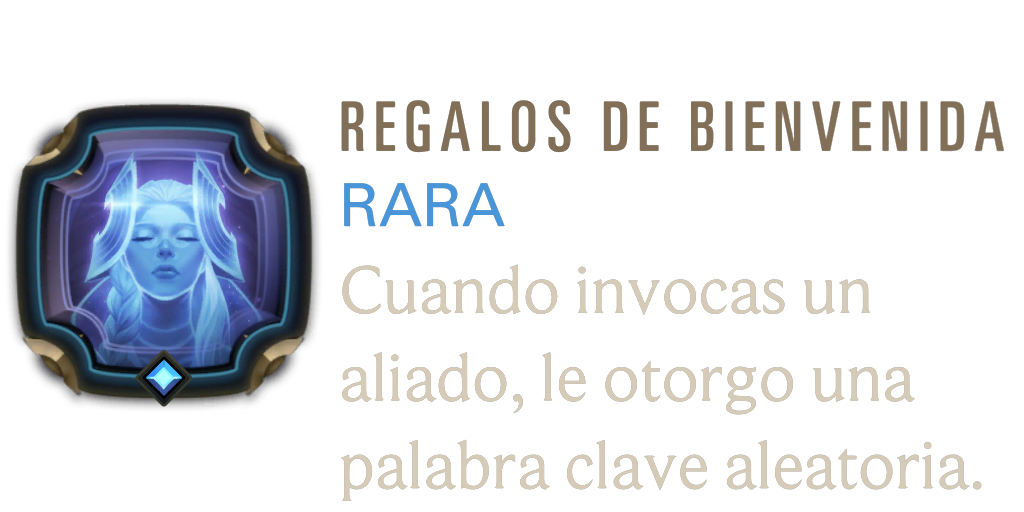 REGALOS DE BIENVENIDA
RARA
Cuando invocas un
aliado, le otorgo una
palabra clave aleatoria.